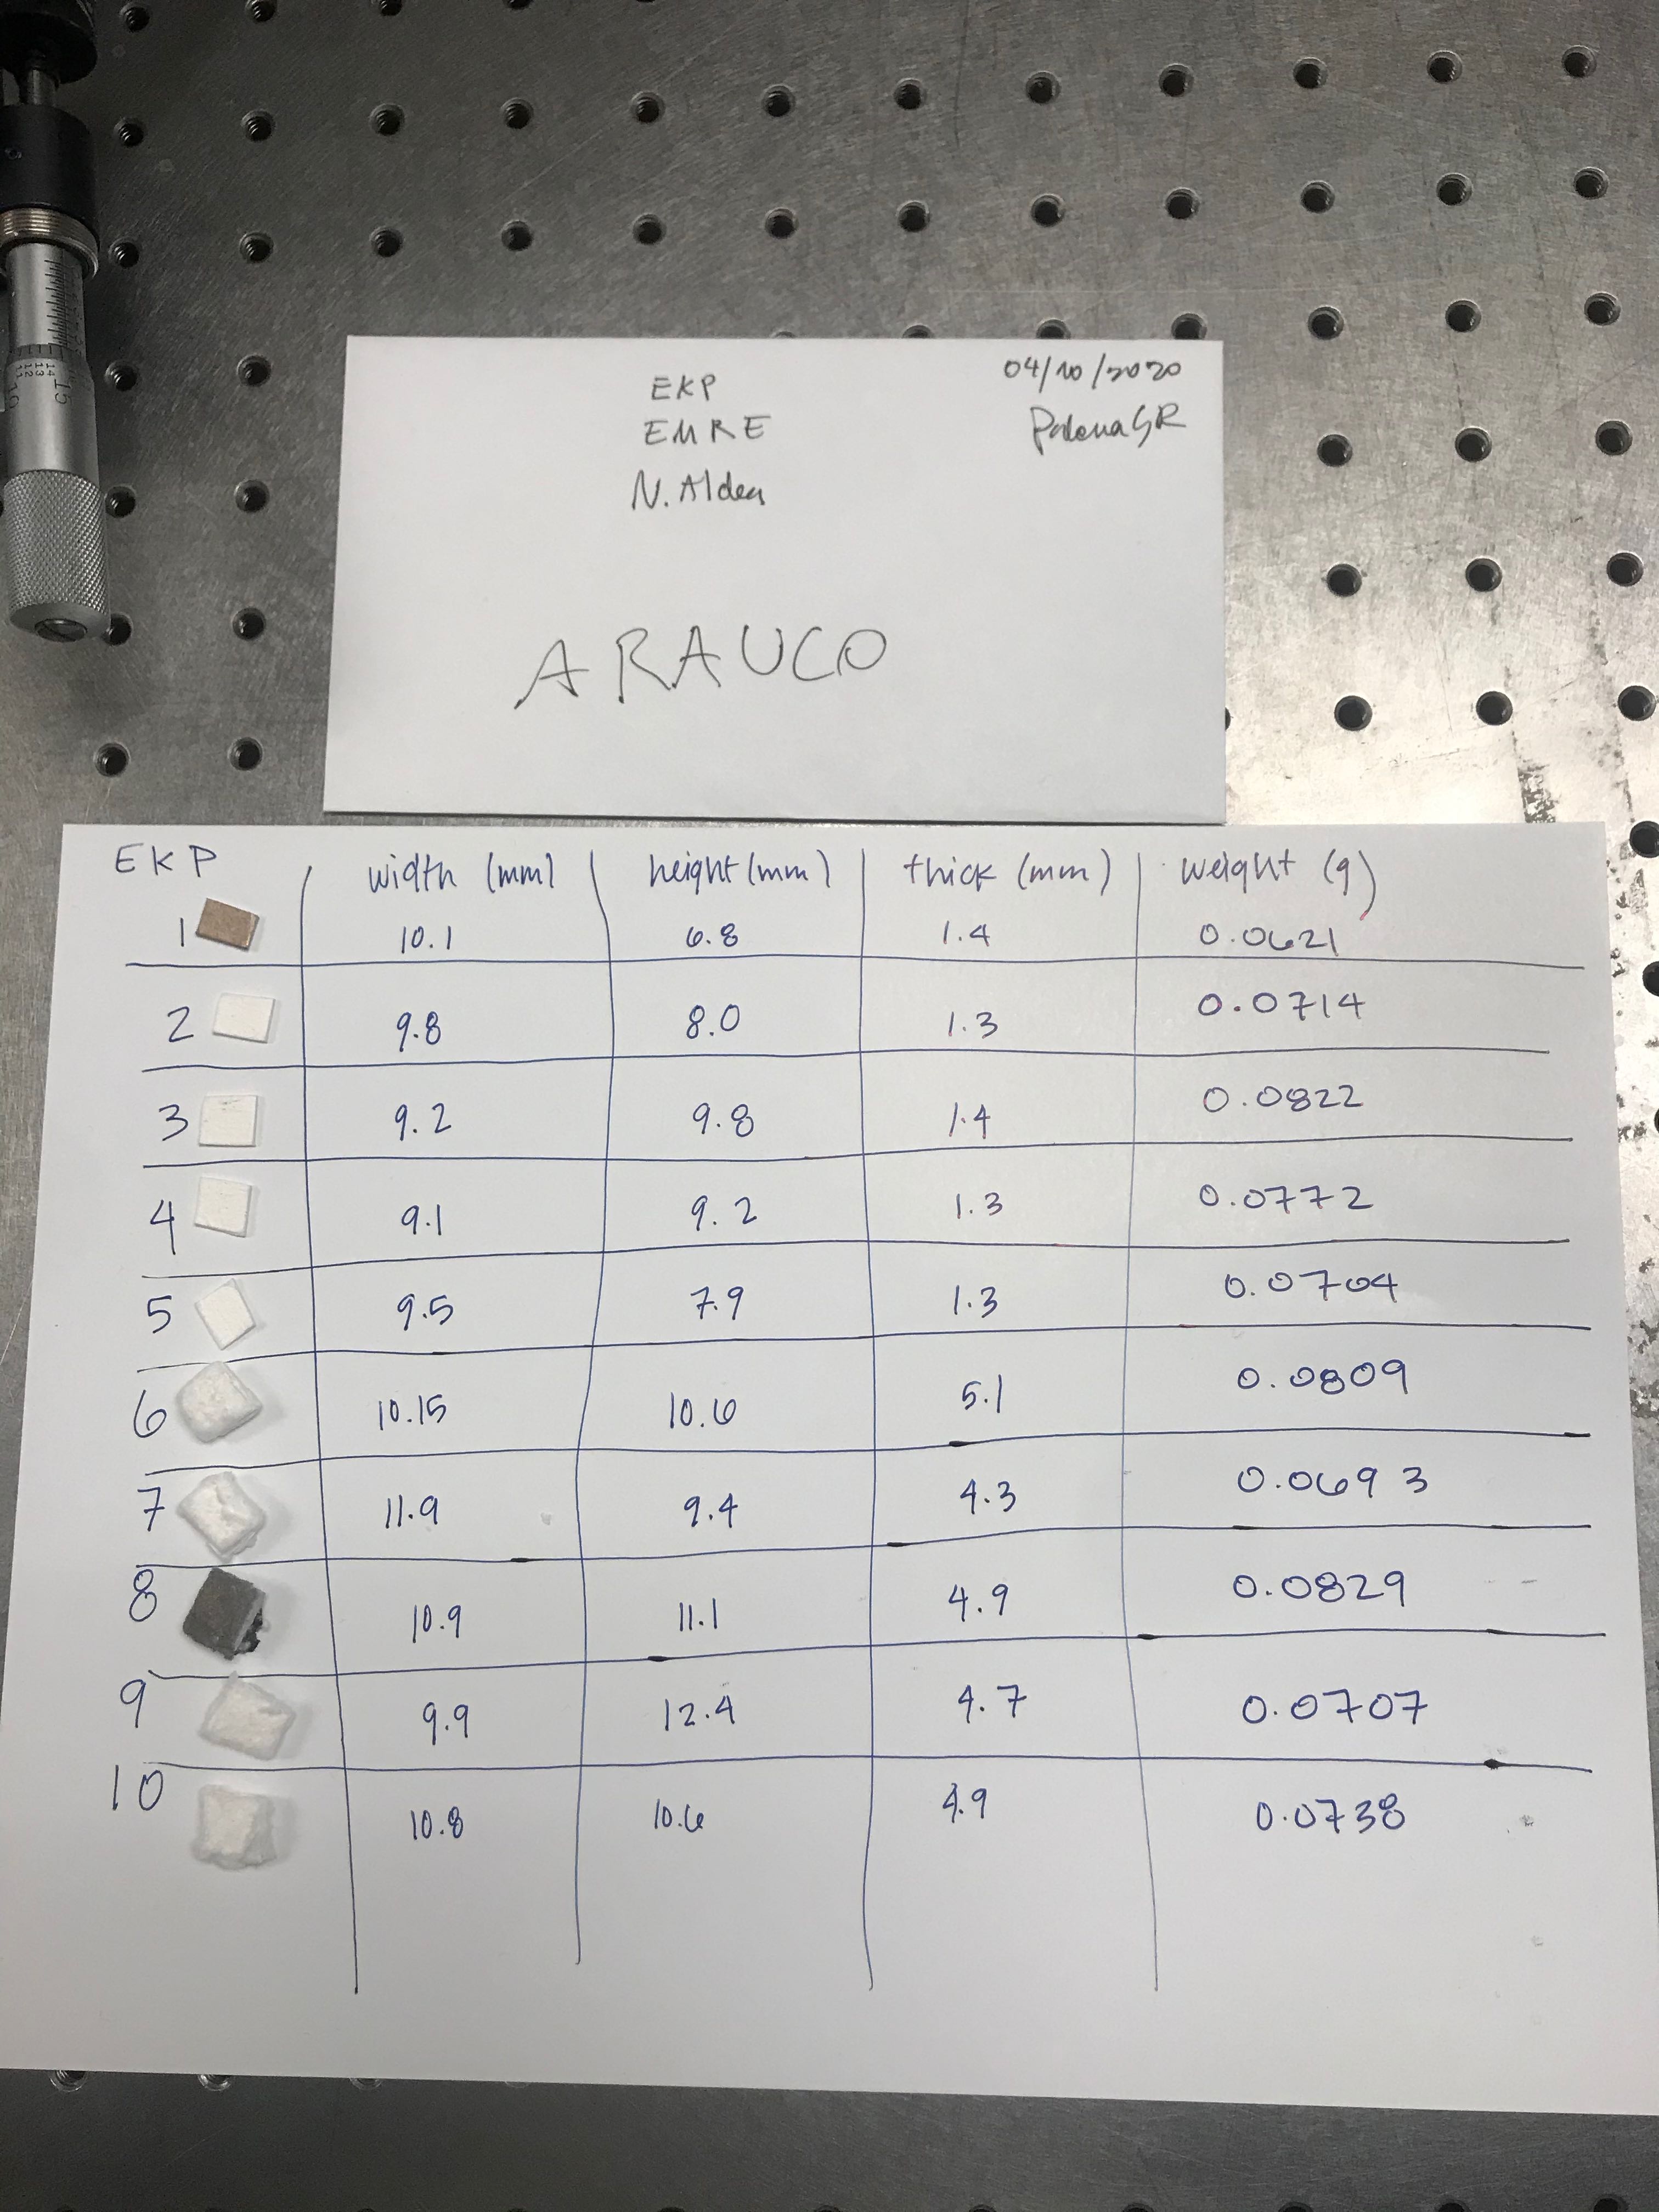 EKP
04/10/2020
EMRE
N. Aldea
ARAUCO
EKP width (mm) height (mm) thick (mm) weight (g)
1 10.1 6.8 1.4 0.0621
2 9.8 8.0 1.3 0.0714
3 9.2 9.8 1.4 0.0822
4 9.1 9.2 1.3 0.0772
5 9.5 7.9 1.3 0.0704
6 10.15 10.6 5.1 0.0809
7 11.9 9.4 4.3 0.0693
8 10.9 11.1 4.9 0.0829
9 9.9 12.4 4.7 0.0707
10 10.8 10.6 4.9 0.0738